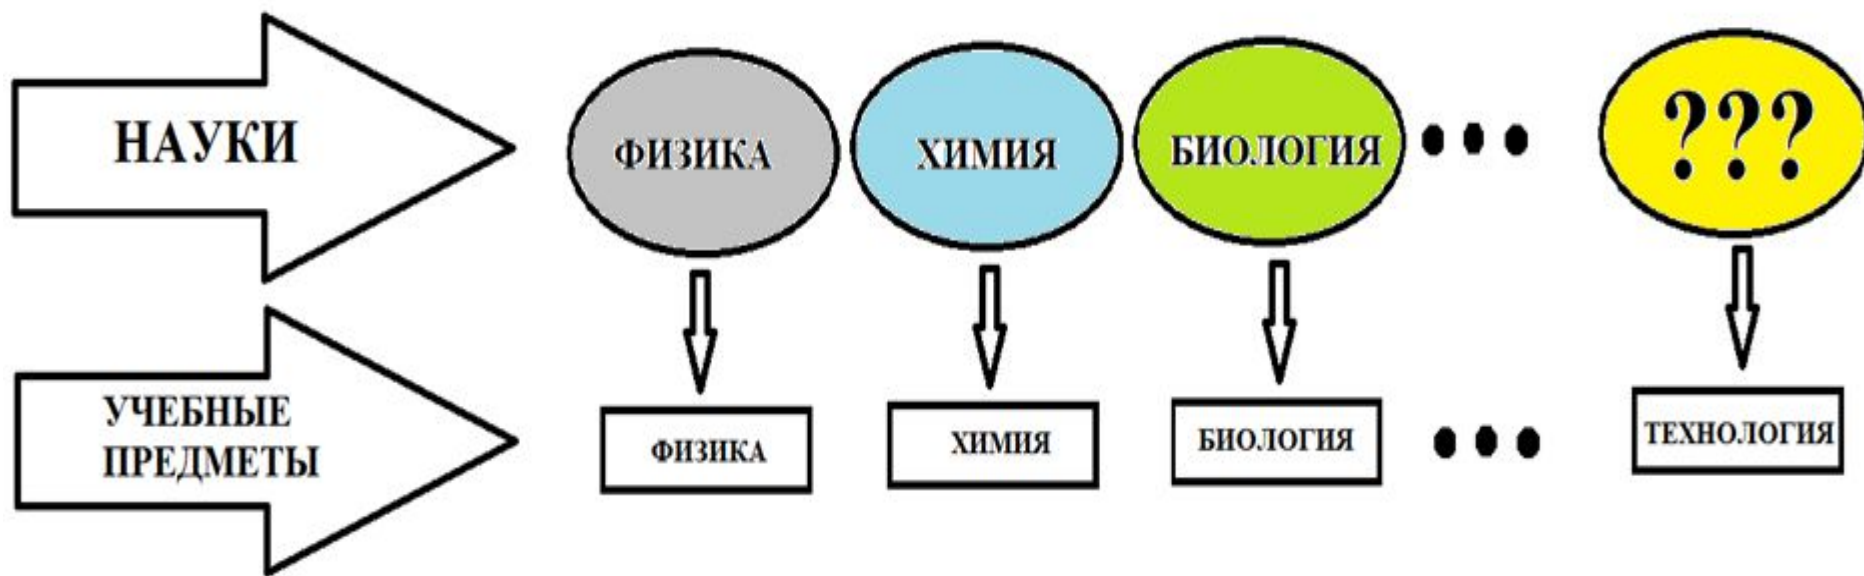 НАУКИ
ФИЗИКА
ХИМИЯ
БИОЛОГИЯ
???
УЧЕБНЫЕ
ПРЕДМЕТЫ
ФИЗИКА
ХИМИЯ
БИОЛОГИЯ
ТЕХНОЛОГИЯ